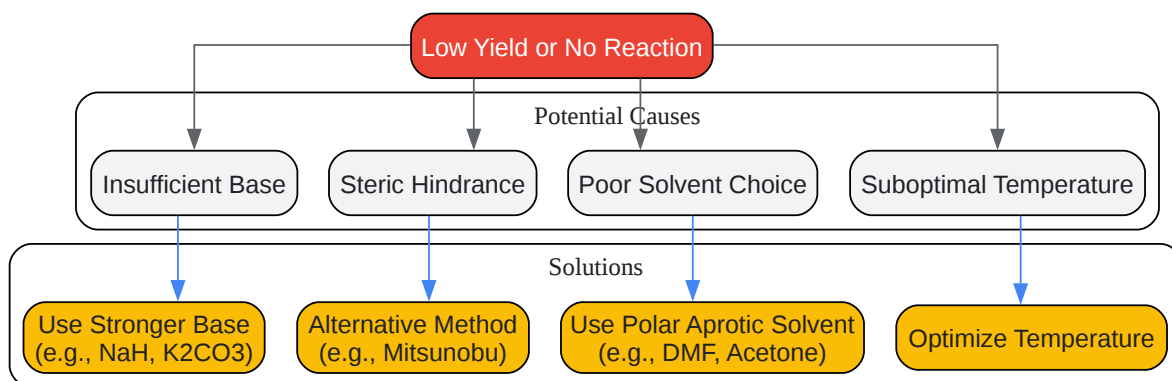 Low Yield or No Reaction
Potential Causes
Insufficient Base
Steric Hindrance
Poor Solvent Choice
Suboptimal Temperature
Solutions
Use Stronger Base
(e.g., NaH, K2CO3)
Alternative Method
(e.g., Mitsunobu)
Use Polar Aprotic Solvent
(e.g., DMF, Acetone)
Optimize Temperature